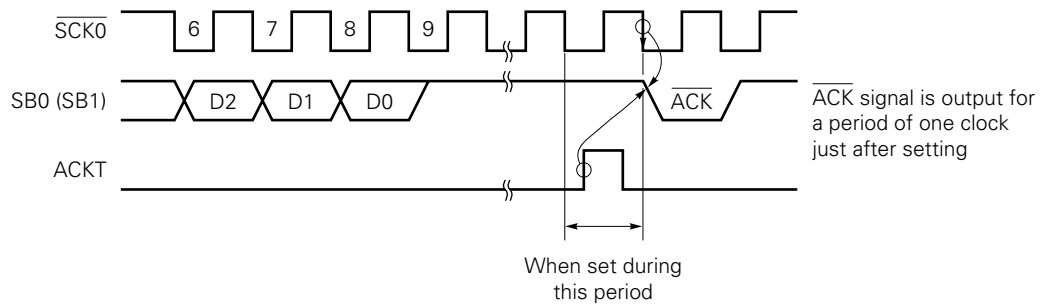 SCK0 6 7 8 9
SB0 (SB1) D2 D1 D0 ACK
ACK signal is output for
a period of one clock
just after setting
ACKT
When set during
this period